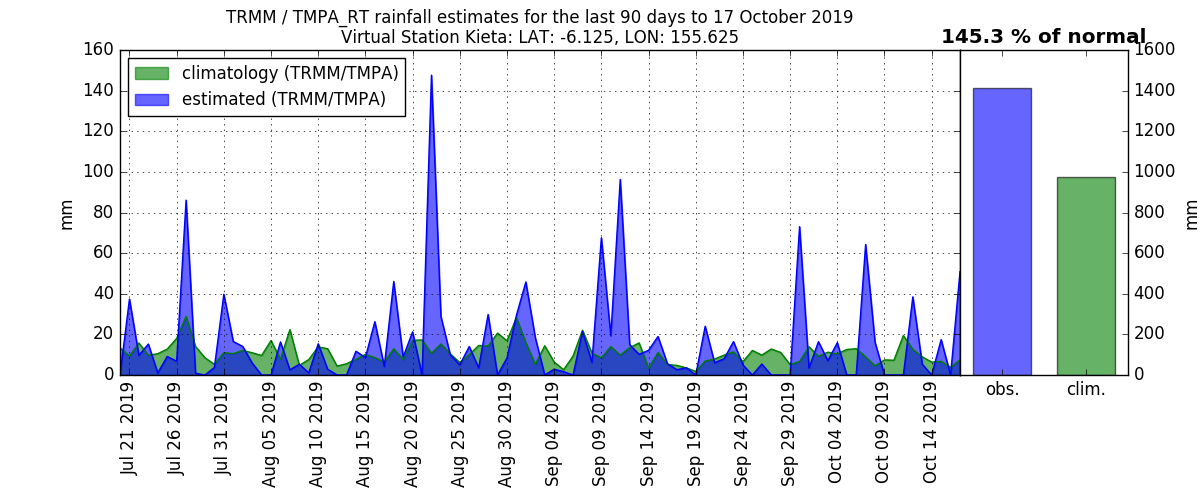 TRMM / TMPA_RT rainfall estimates for the last 90 days to 17 October 2019
Virtual Station Kieta: LAT: -6.125, LON: 155.625
145.3 % of normal
climatology (TRMM/TMPA)
estimated (TRMM/TMPA)
mm
160
140
120
100
80
60
40
20
0
Jul 21 2019
Jul 26 2019
Jul 31 2019
Aug 05 2019
Aug 10 2019
Aug 15 2019
Aug 20 2019
Aug 25 2019
Aug 30 2019
Sep 04 2019
Sep 09 2019
Sep 14 2019
Sep 19 2019
Sep 24 2019
Sep 29 2019
Oct 04 2019
Oct 09 2019
Oct 14 2019
obs.
clim.
1600
1400
1200
1000
800
600
400
200
0
mm